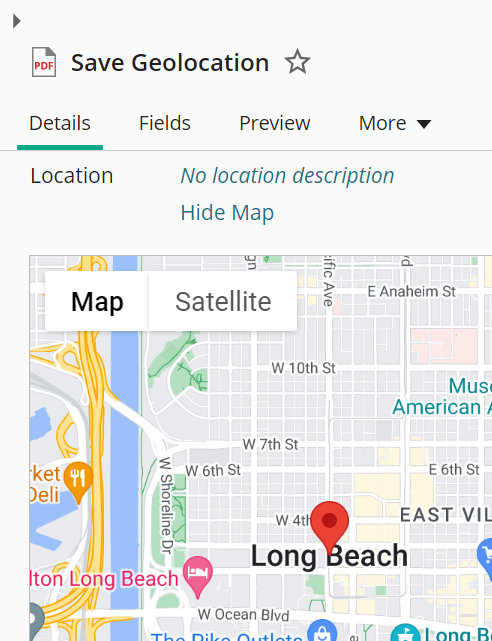 PDF Save Geolocation
Details Fields Preview More
Location No location description
Hide Map
Map Satellite
ific Ave
E Anaheim St
W 10th St
Muse
American A
W 7th St
W 6th St
E 6th St
W Shoreline Dr
rket
Deli
W 4th
EAST VIL
Long Beach
lton Long Beach
W Ocean Blvd
The Pike Outlets
Long B